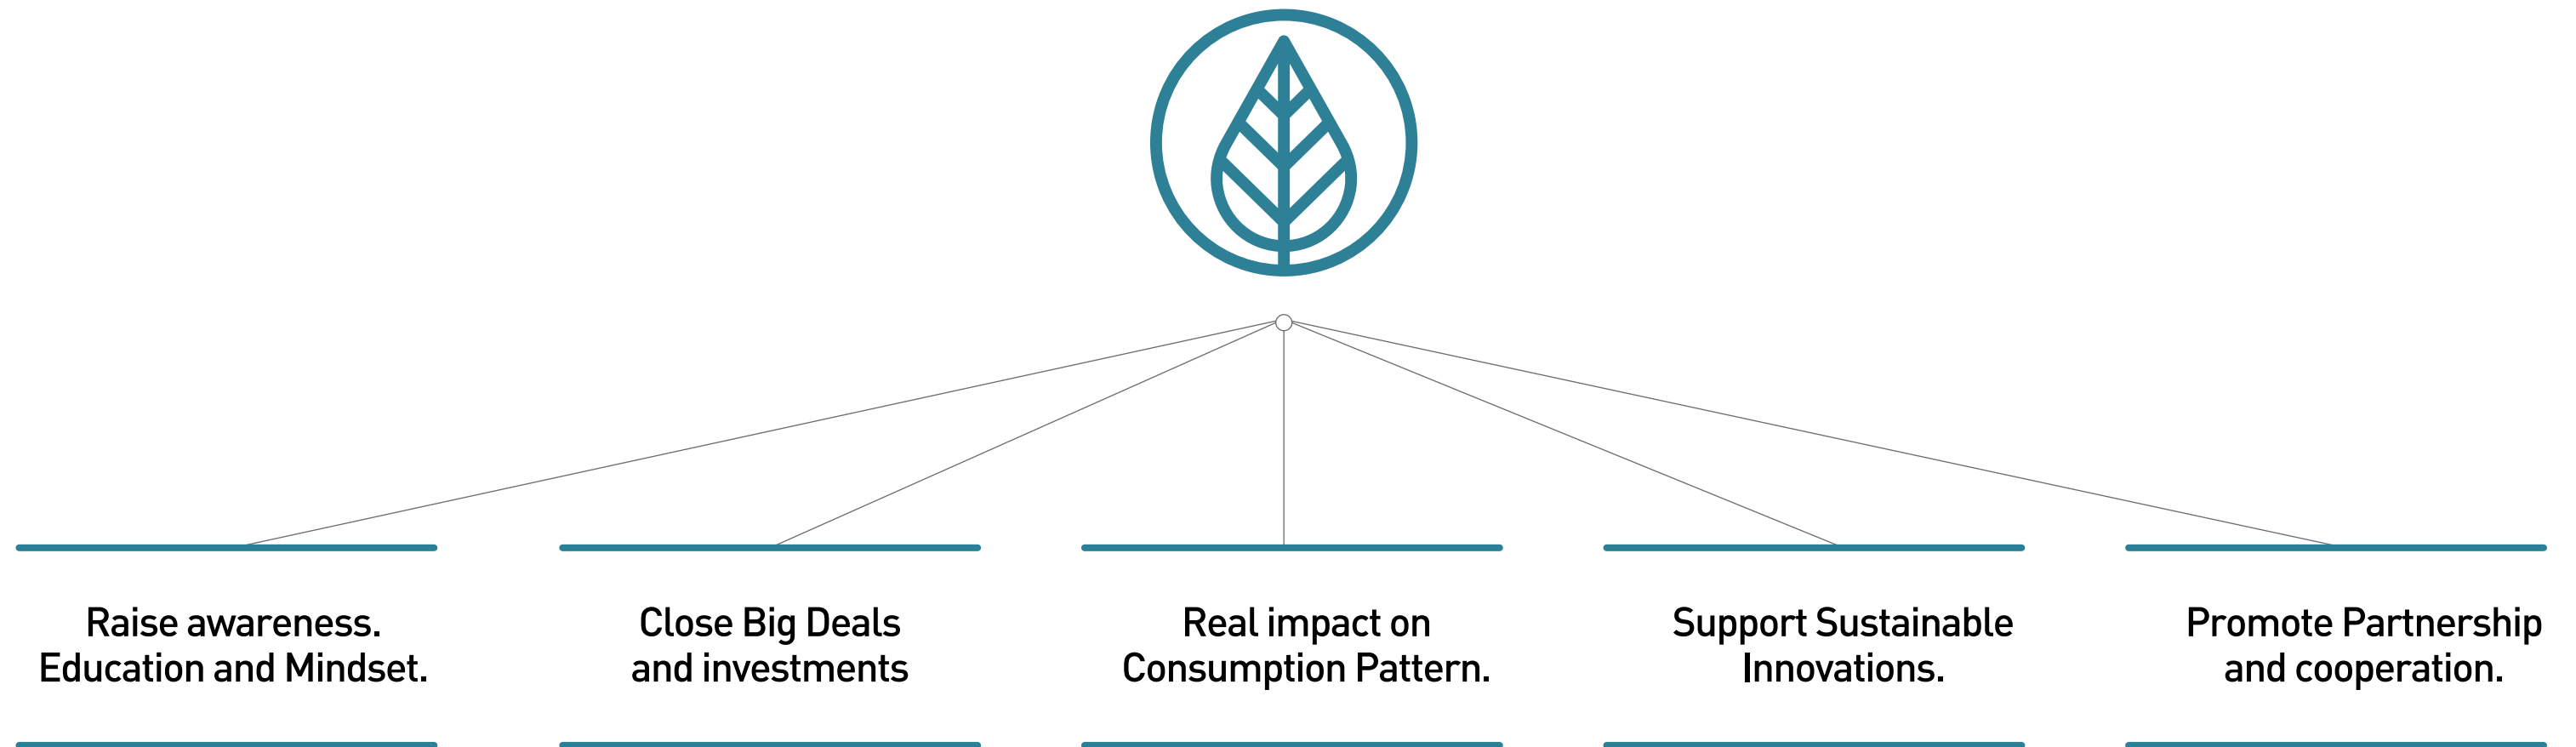 Raise awareness.
Education and Mindset.
Close Big Deals
and investments
Real impact on
Consumption Pattern.
Support Sustainable
Innovations.
Promote Partnership
and cooperation.